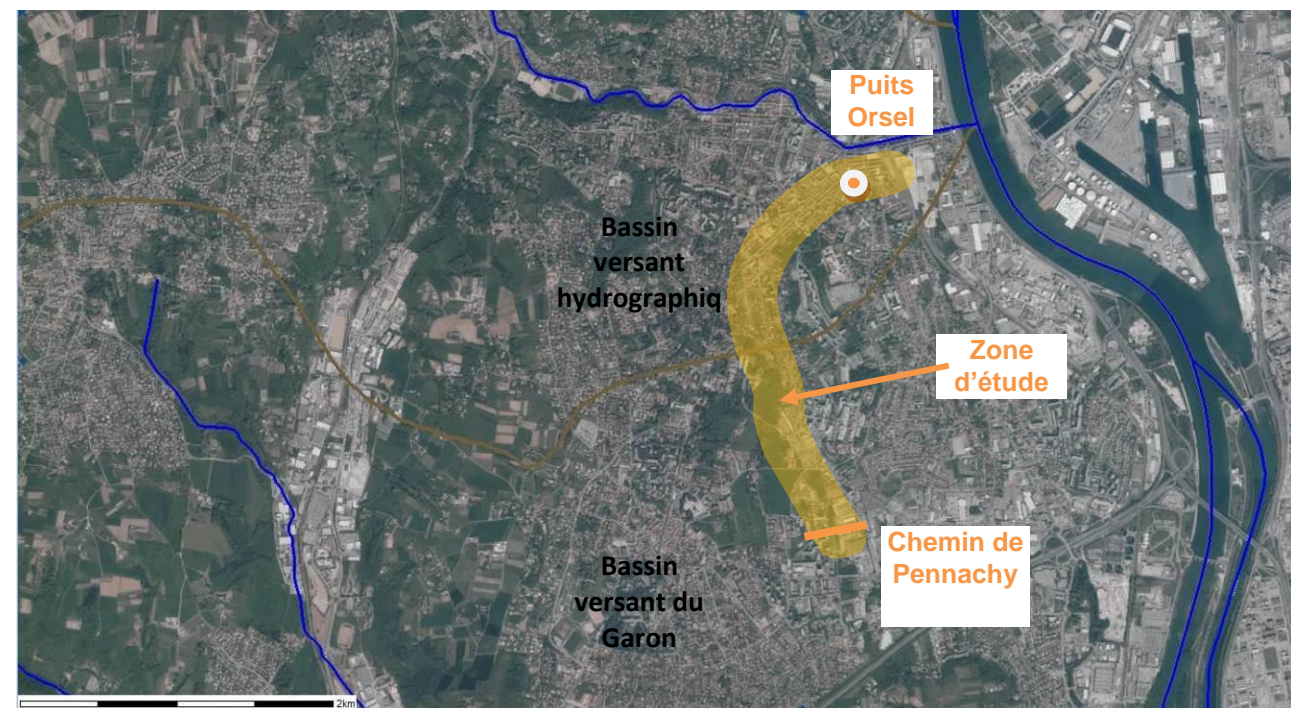 Puits
Orsel
Bassin
versant
hydrographiq
Zone
d’étude
Chemin de
Pennachy
Bassin
versant du
Garon
2km